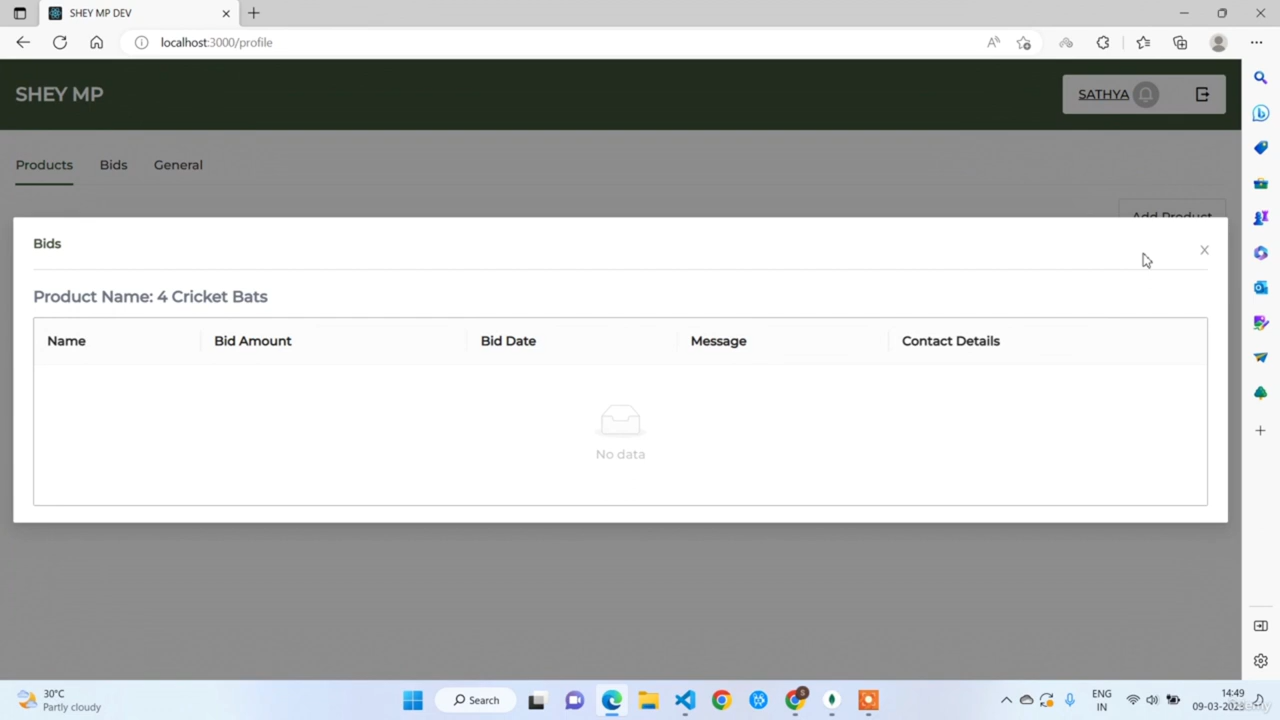 SHEY MP DEV
localhost:3000/profile
SHEY MP
SATHYA
Products Bids General
Add Product
Bids
Product Name: 4 Cricket Bats
Name Bid Amount Bid Date Message Contact Details
No data
30°C
Partly cloudy
Search
5
ENG
IN
14:49
09-03-2023